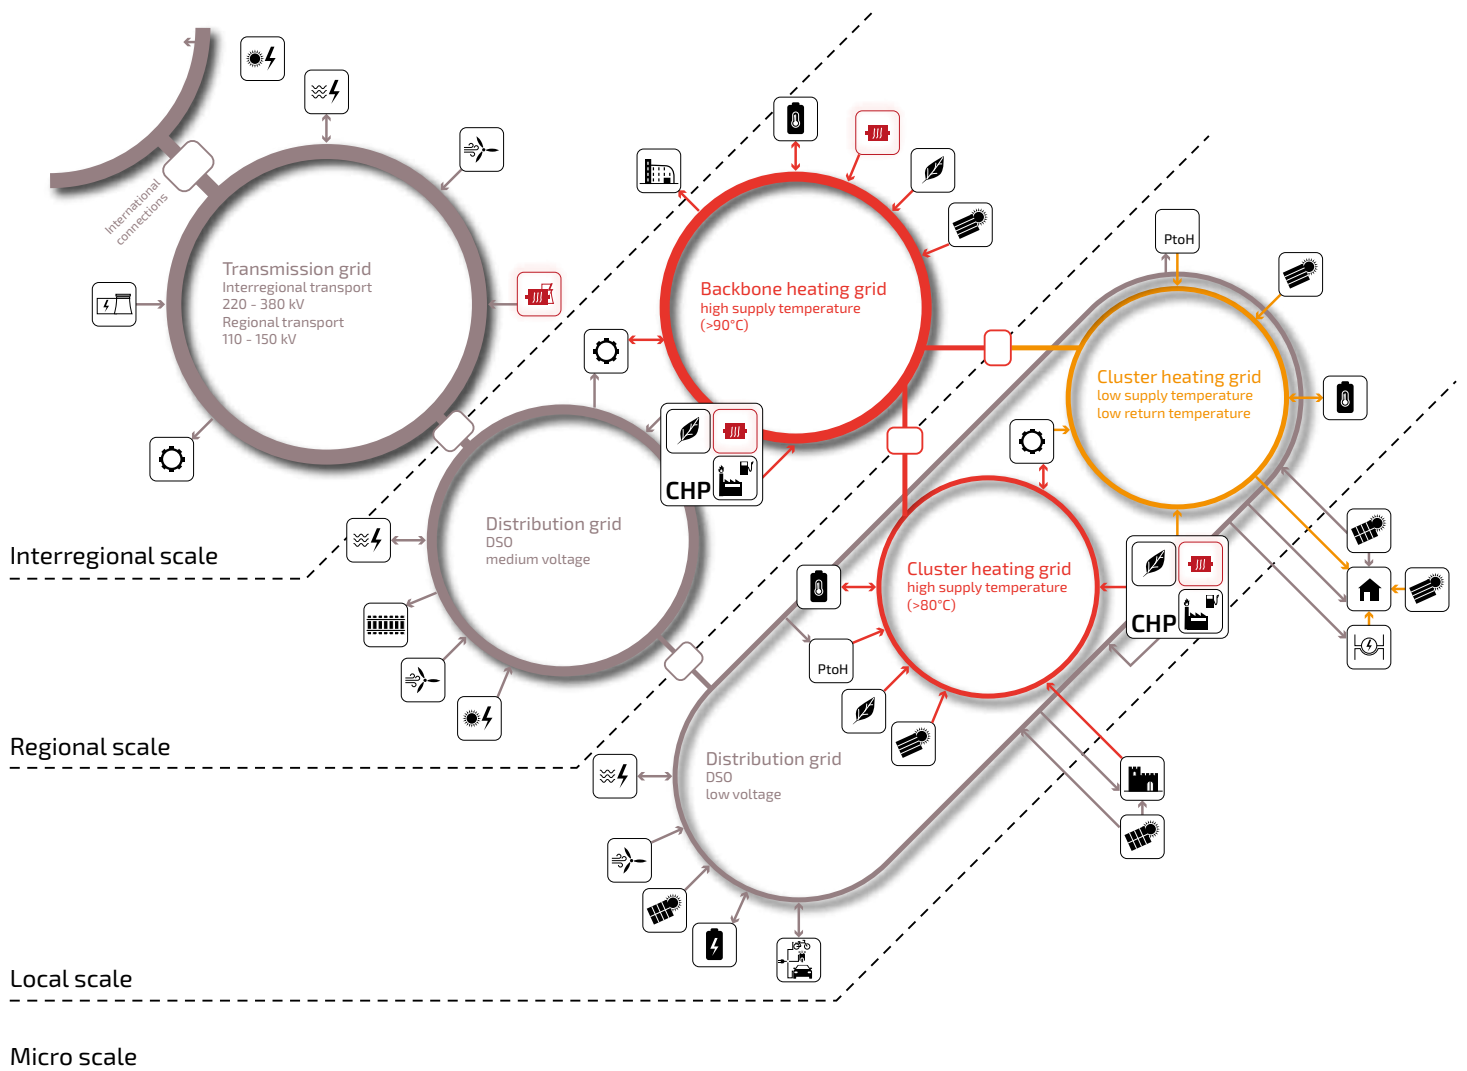 International
connections
Transmission grid
Interregional transport
220 - 380 kV
Regional transport
110 - 150 kV
Backbone heating grid
high supply temperature
(>90°C)
PtoH
Cluster heating grid
low supply temperature
low return temperature
CHP
Distribution grid
DSO
medium voltage
Cluster heating grid
high supply temperature
(>80°C)
CHP
PtoH
Distribution grid
DSO
low voltage
Interregional scale
Regional scale
Local scale
Micro scale